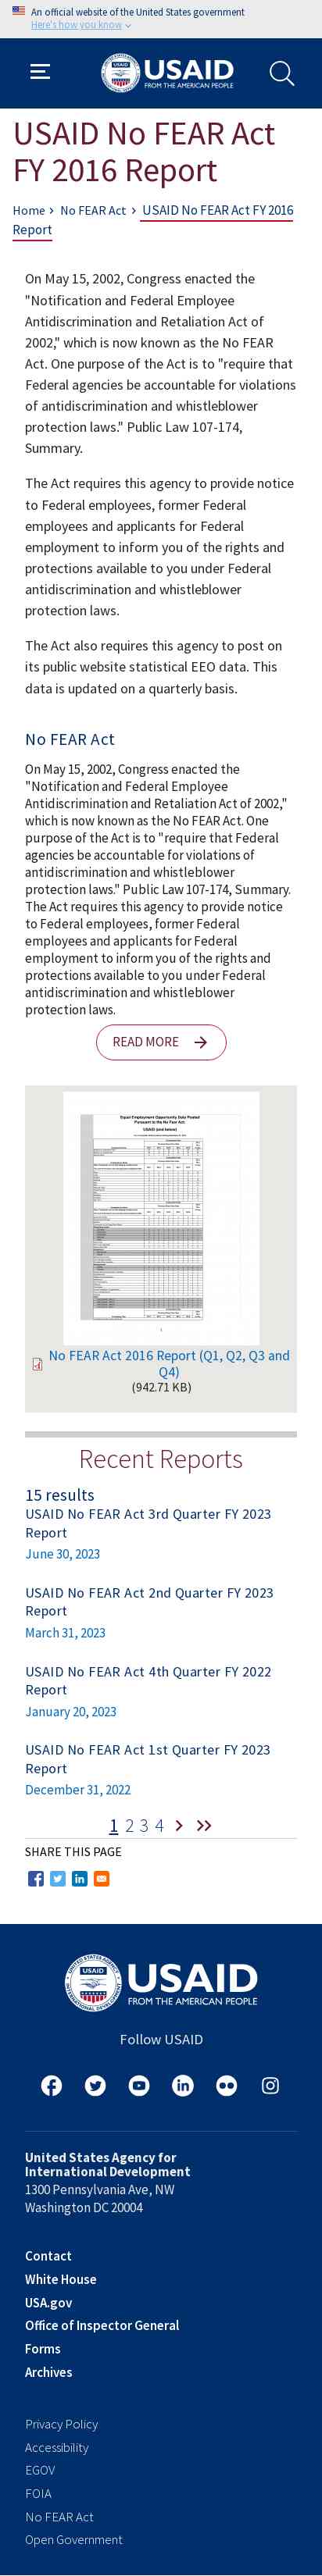 An official website of the United States government
Here's how you know
USAID
FROM THE AMERICAN PEOPLE
USAID No FEAR Act
FY 2016 Report
Home › No FEAR Act › USAID No FEAR Act FY 2016
Report
On May 15, 2002, Congress enacted the
"Notification and Federal Employee
Antidiscrimination and Retaliation Act of
2002," which is now known as the No FEAR
Act. One purpose of the Act is to "require that
Federal agencies be accountable for violations
of antidiscrimination and whistleblower
protection laws." Public Law 107-174,
Summary.
The Act requires this agency to provide notice
to Federal employees, former Federal
employees and applicants for Federal
employment to inform you of the rights and
protections available to you under Federal
antidiscrimination and whistleblower
protection laws.
The Act also requires this agency to post on
its public website statistical EEO data. This
data is updated on a quarterly basis.
No FEAR Act
On May 15, 2002, Congress enacted the
"Notification and Federal Employee
Antidiscrimination and Retaliation Act of 2002,"
which is now known as the No FEAR Act. One
purpose of the Act is to "require that Federal
agencies be accountable for violations of
antidiscrimination and whistleblower
protection laws." Public Law 107-174, Summary.
The Act requires this agency to provide notice
to Federal employees, former Federal
employees and applicants for Federal
employment to inform you of the rights and
protections available to you under Federal
antidiscrimination and whistleblower
protection laws.
READ MORE
Equal Employment Opportunity Data Posted
Pursuant to the No Fear Act:
USAID (and below)
No FEAR Act 2016 Report (Q1, Q2, Q3 and
Q4)
(942.71 KB)
Recent Reports
15 results
USAID No FEAR Act 3rd Quarter FY 2023
Report
June 30, 2023
USAID No FEAR Act 2nd Quarter FY 2023
Report
March 31, 2023
USAID No FEAR Act 4th Quarter FY 2022
Report
January 20, 2023
USAID No FEAR Act 1st Quarter FY 2023
Report
December 31, 2022
1 2 3 4 › »
SHARE THIS PAGE
USAID
FROM THE AMERICAN PEOPLE
Follow USAID
United States Agency for
International Development
1300 Pennsylvania Ave, NW
Washington DC 20004
Contact
White House
USA.gov
Office of Inspector General
Forms
Archives
Privacy Policy
Accessibility
EGOV
FOIA
No FEAR Act
Open Government